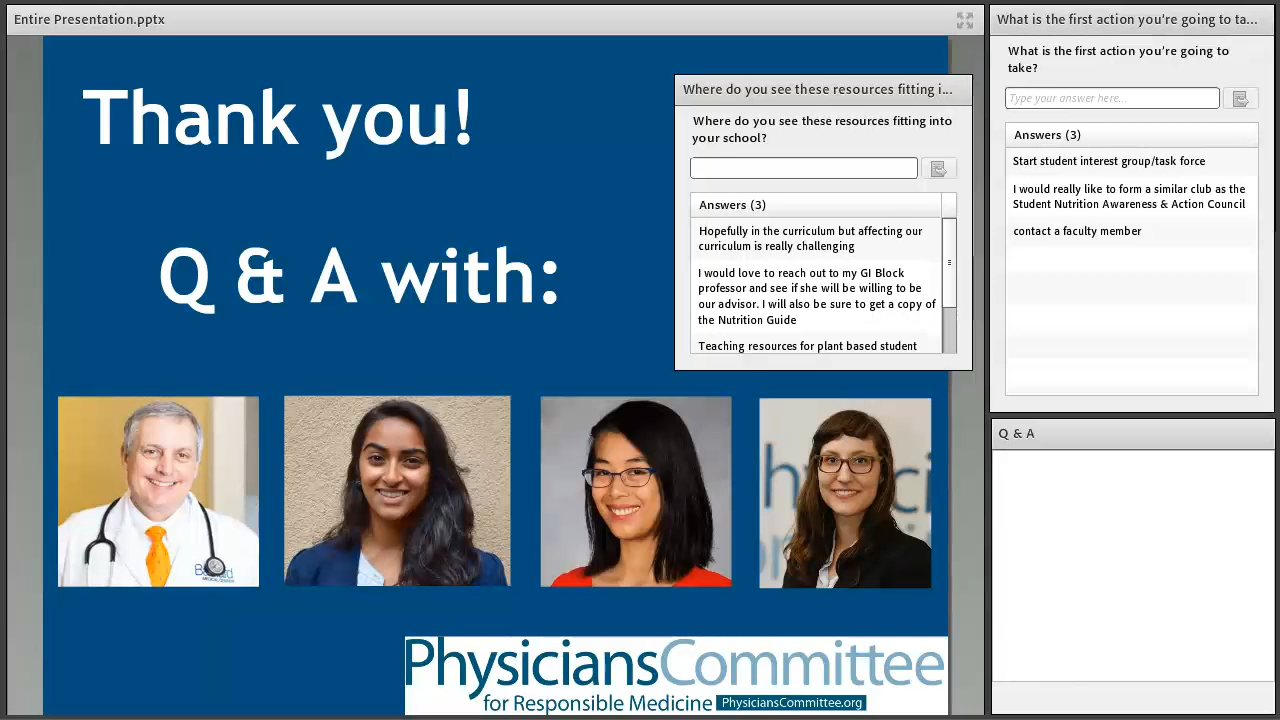 Entire Presentation.pptx
Thank you!
Q & A with:
Where do you see these resources fitting i...
Where do you see these resources fitting into
your school?
Answers (3)
Hopefully in the curriculum but affecting our
curriculum is really challenging
I would love to reach out to my GI Block
professor and see if she will be willing to be
our advisor. I will also be sure to get a copy of
the Nutrition Guide
Teaching resources for plant based student
PhysiciansCommittee
for Responsible Medicine PhysiciansCommittee.org
What is the first action you're going to ta...
What is the first action you're going to
take?
Type your answer here...
Answers (3)
Start student interest group/task force
I would really like to form a similar club as the
Student Nutrition Awareness & Action Council
contact a faculty member
Q & A